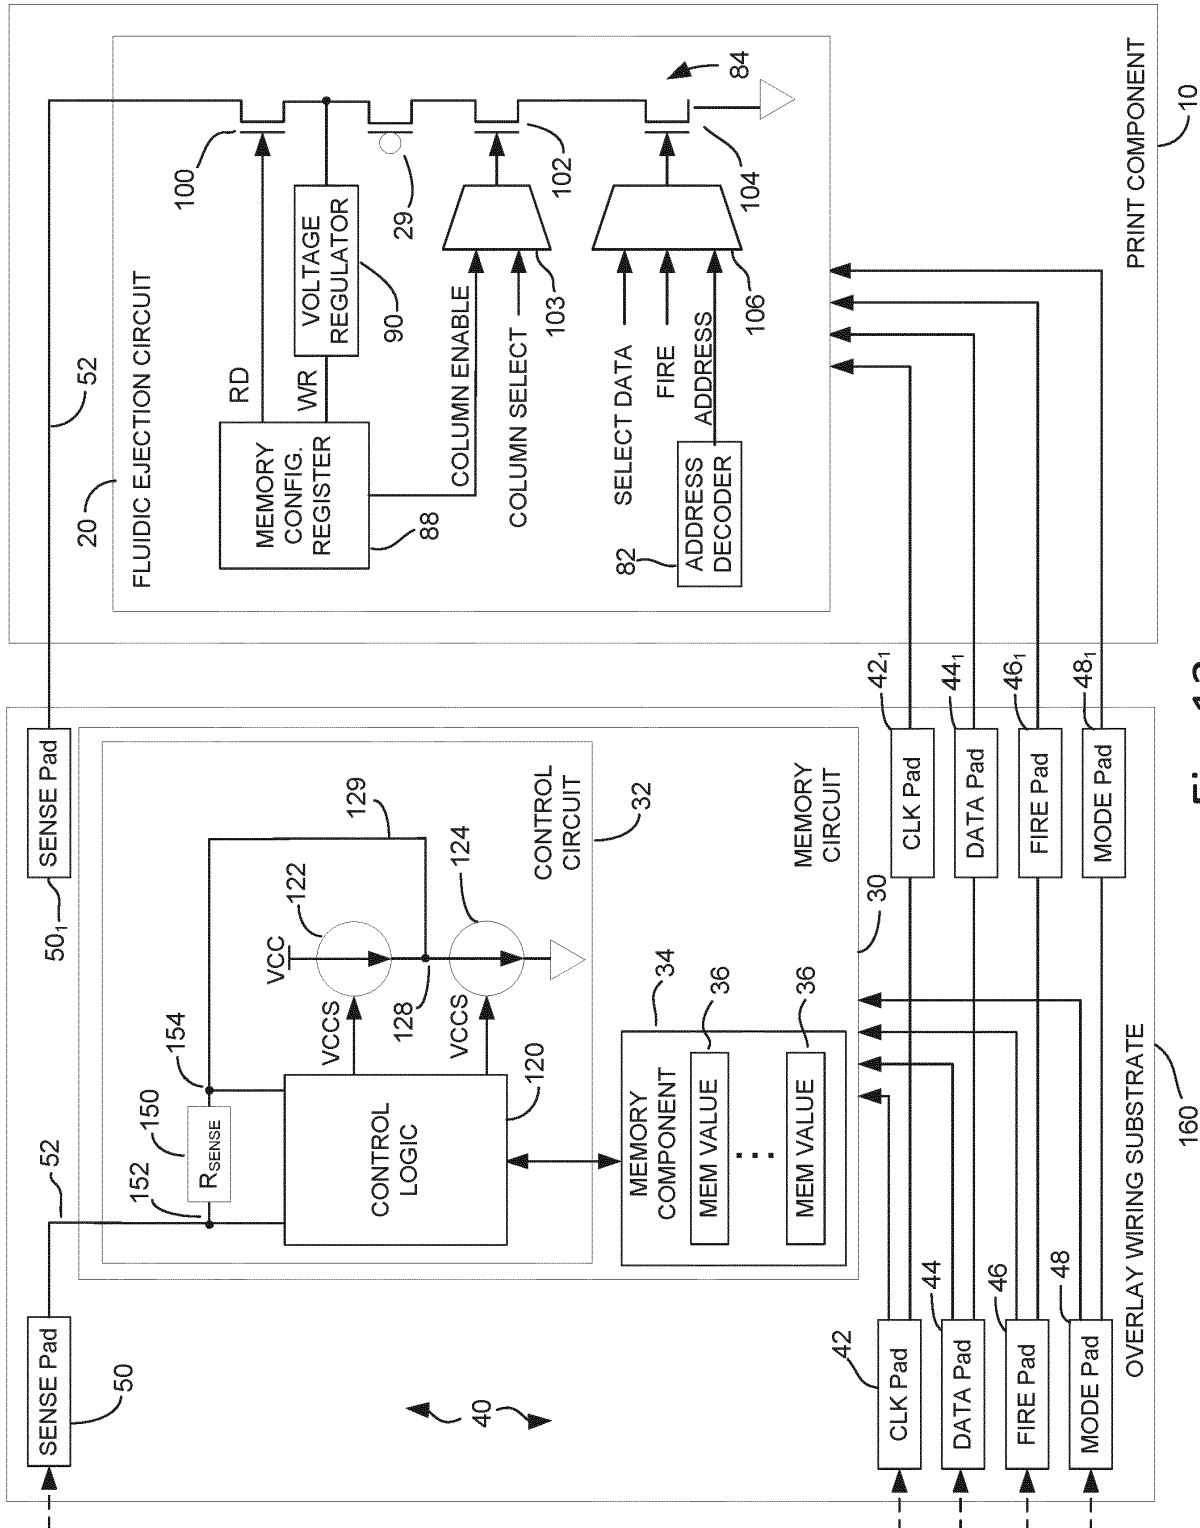 52
SENSE Pad
50₁
20
FLUIDIC EJECTION CIRCUIT
100
RD
WR
MEMORY
CONFIG.
REGISTER
88
VOLTAGE
REGULATOR
90
29
COLUMN ENABLE
COLUMN SELECT
103
102
SELECT DATA
FIRE
ADDRESS
82
ADDRESS
DECODER
106
104
84
PRINT COMPONENT
10
SENSE Pad
50
52
152
R_SENSE
150
154
129
VCC
122
VCCS
128
VCCS
124
CONTROL
LOGIC
120
CONTROL
CIRCUIT
32
MEMORY
COMPONENT
34
MEM VALUE
36
MEM VALUE
36
MEMORY
CIRCUIT
30
40
42
CLK Pad
44
DATA Pad
46
FIRE Pad
48
MODE Pad
CLK Pad
42₁
DATA Pad
44₁
FIRE Pad
46₁
MODE Pad
48₁
OVERLAY WIRING SUBSTRATE
160